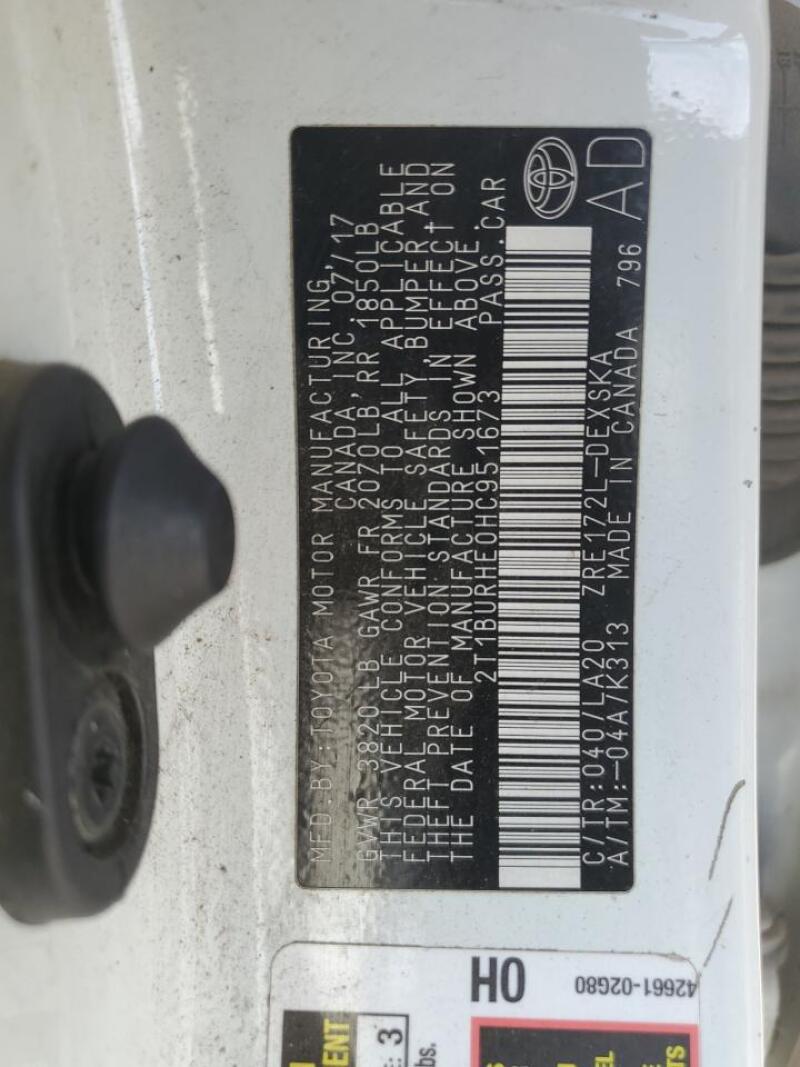 MFD.BY:TOYOTA MOTOR MANUFACTURING,
CANADA,INC.07/17
GVWR 3820LB GAWR FR 2070LB,RR 1850LB
THIS VEHICLE CONFORMS TO ALL APPLICABLE
FEDERAL MOTOR VEHICLE SAFETY, BUMPER,AND
THEFT PREVENTION STANDARDS IN EFFECT ON
THE DATE OF MANUFACTURE SHOWN ABOVE.
2T1BURHE0HC951673 PASS.CAR
C/TR:040/LA20 ZRE172L-DEXSKA
A/TM:-04A/K313 MADE IN CANADA 796 AD
OH
42661-02G80
3